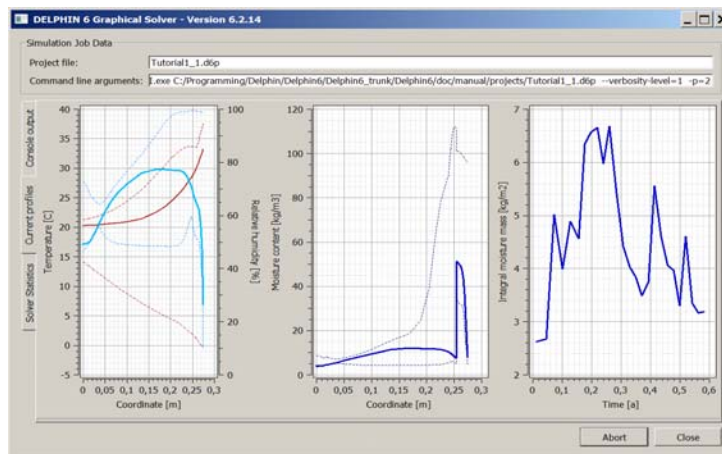 DELPHIN 6 Graphical Solver - Version 6.2.14
Simulation Job Data
Project file: Tutorial1_1.d6p
Command line arguments: I.exe C:/Programming/Delphin/Delphin6/Delphin6_trunk/Delphin6/doc/manual/projects/Tutorial1_1.d6p --verbosity-level=1 -p=2
Console output
Current profiles
Solver Statistics
Temperature [C]
40
35
30
25
20
15
10
5
0
-5
100
80
60
40
20
0
Relative humidity [%]
0 0,05 0,1 0,15 0,2 0,25 0,3
Coordinate [m]
Moisture content [kg/m3]
120
100
80
60
40
20
0
0 0,05 0,1 0,15 0,2 0,25 0,3
Coordinate [m]
Integral moisture mass [kg/m2]
7
6
5
4
3
2
0 0,1 0,2 0,3 0,4 0,5 0,6
Time [a]
Abort Close